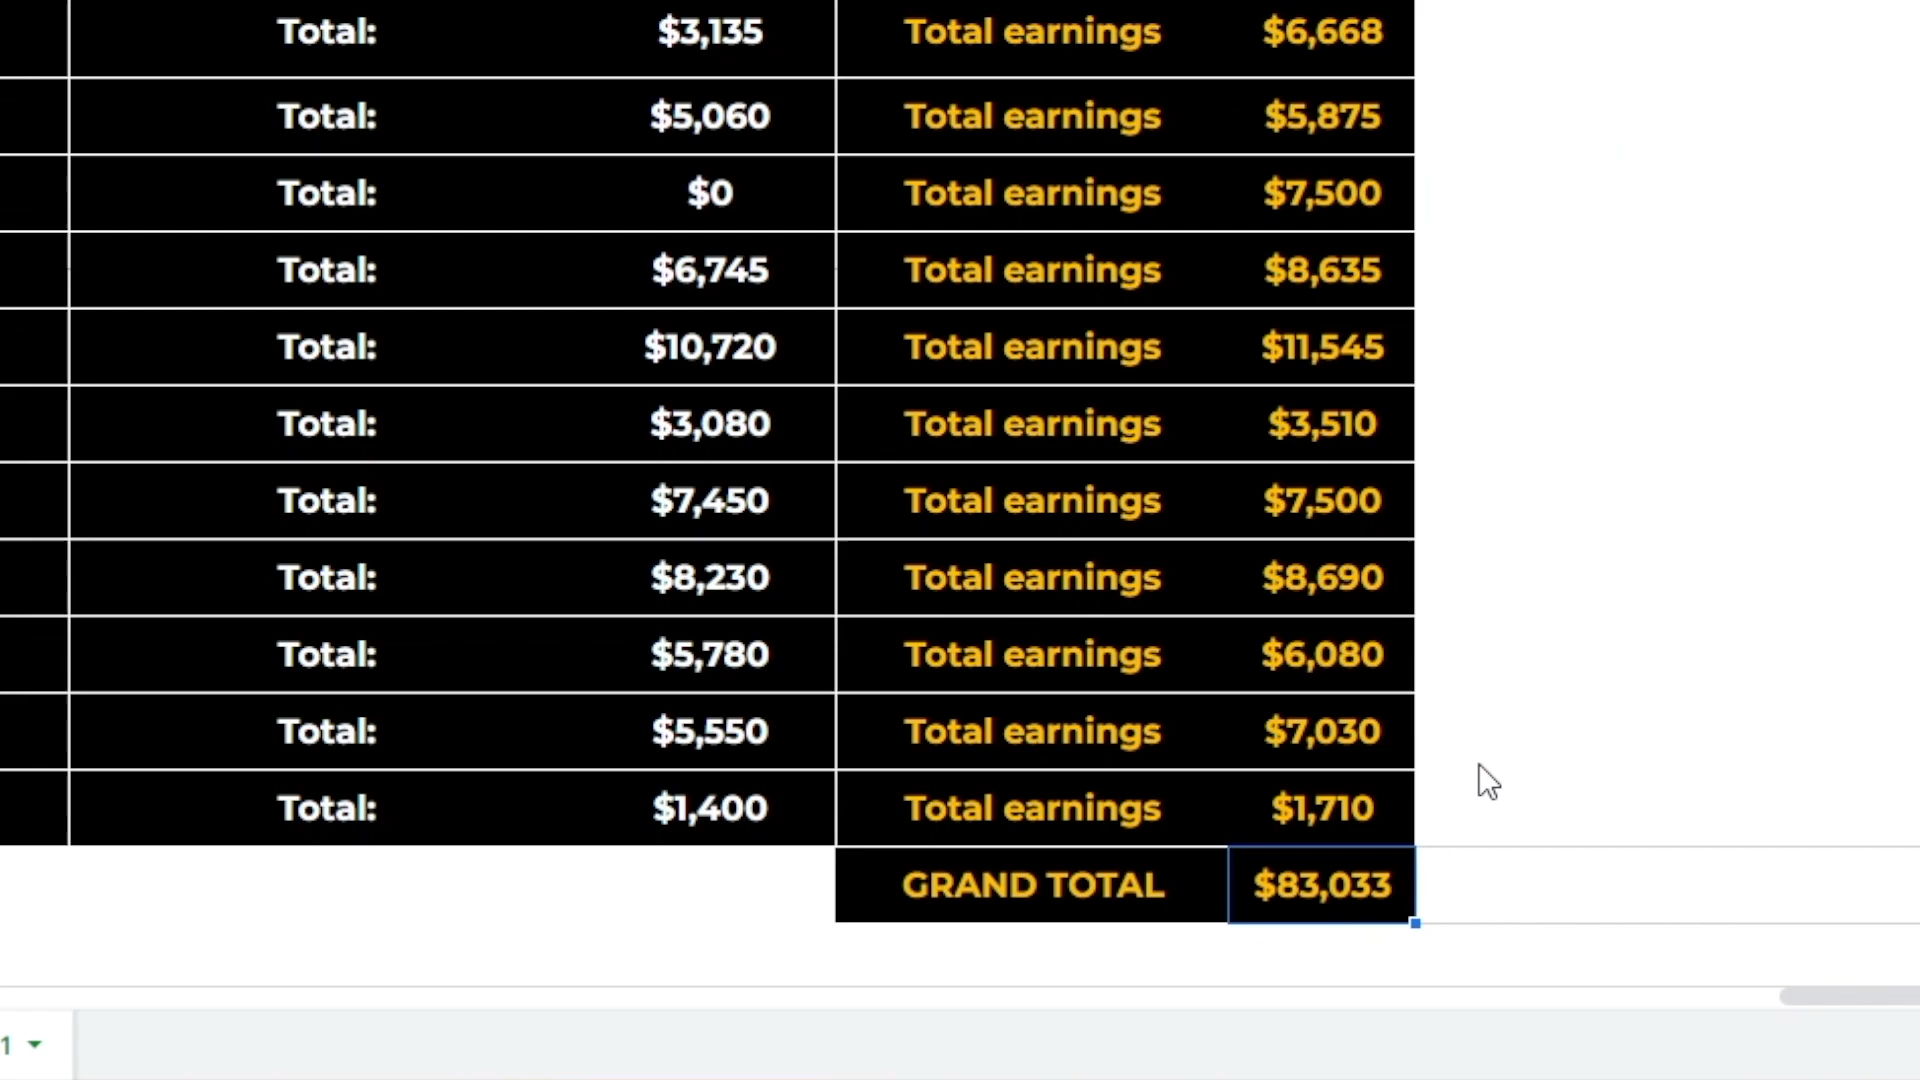 Total: $3,135 Total earnings $6,668
Total: $5,060 Total earnings $5,875
Total: $0 Total earnings $7,500
Total: $6,745 Total earnings $8,635
Total: $10,720 Total earnings $11,545
Total: $3,080 Total earnings $3,510
Total: $7,450 Total earnings $7,500
Total: $8,230 Total earnings $8,690
Total: $5,780 Total earnings $6,080
Total: $5,550 Total earnings $7,030
Total: $1,400 Total earnings $1,710
GRAND TOTAL $83,033
1